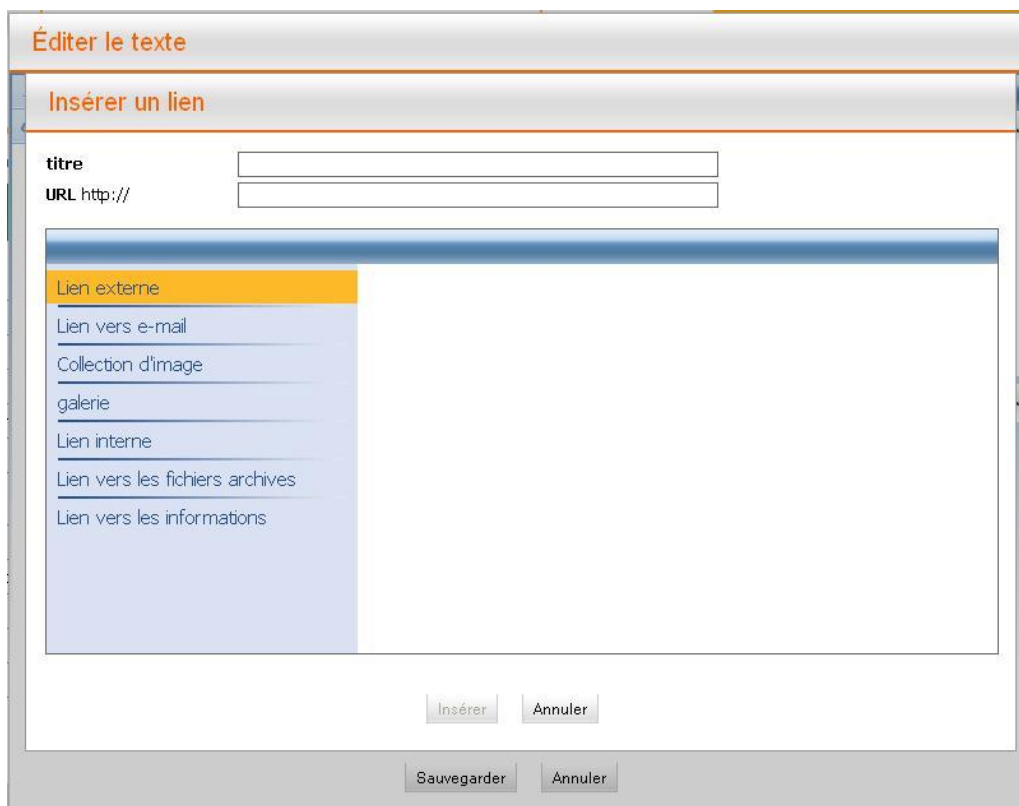 Éditer le texte
Insérer un lien
titre
URL http://
Lien externe
Lien vers e-mail
Collection d'image
galerie
Lien interne
Lien vers les fichiers archives
Lien vers les informations
Insérer Annuler
Sauvegarder Annuler